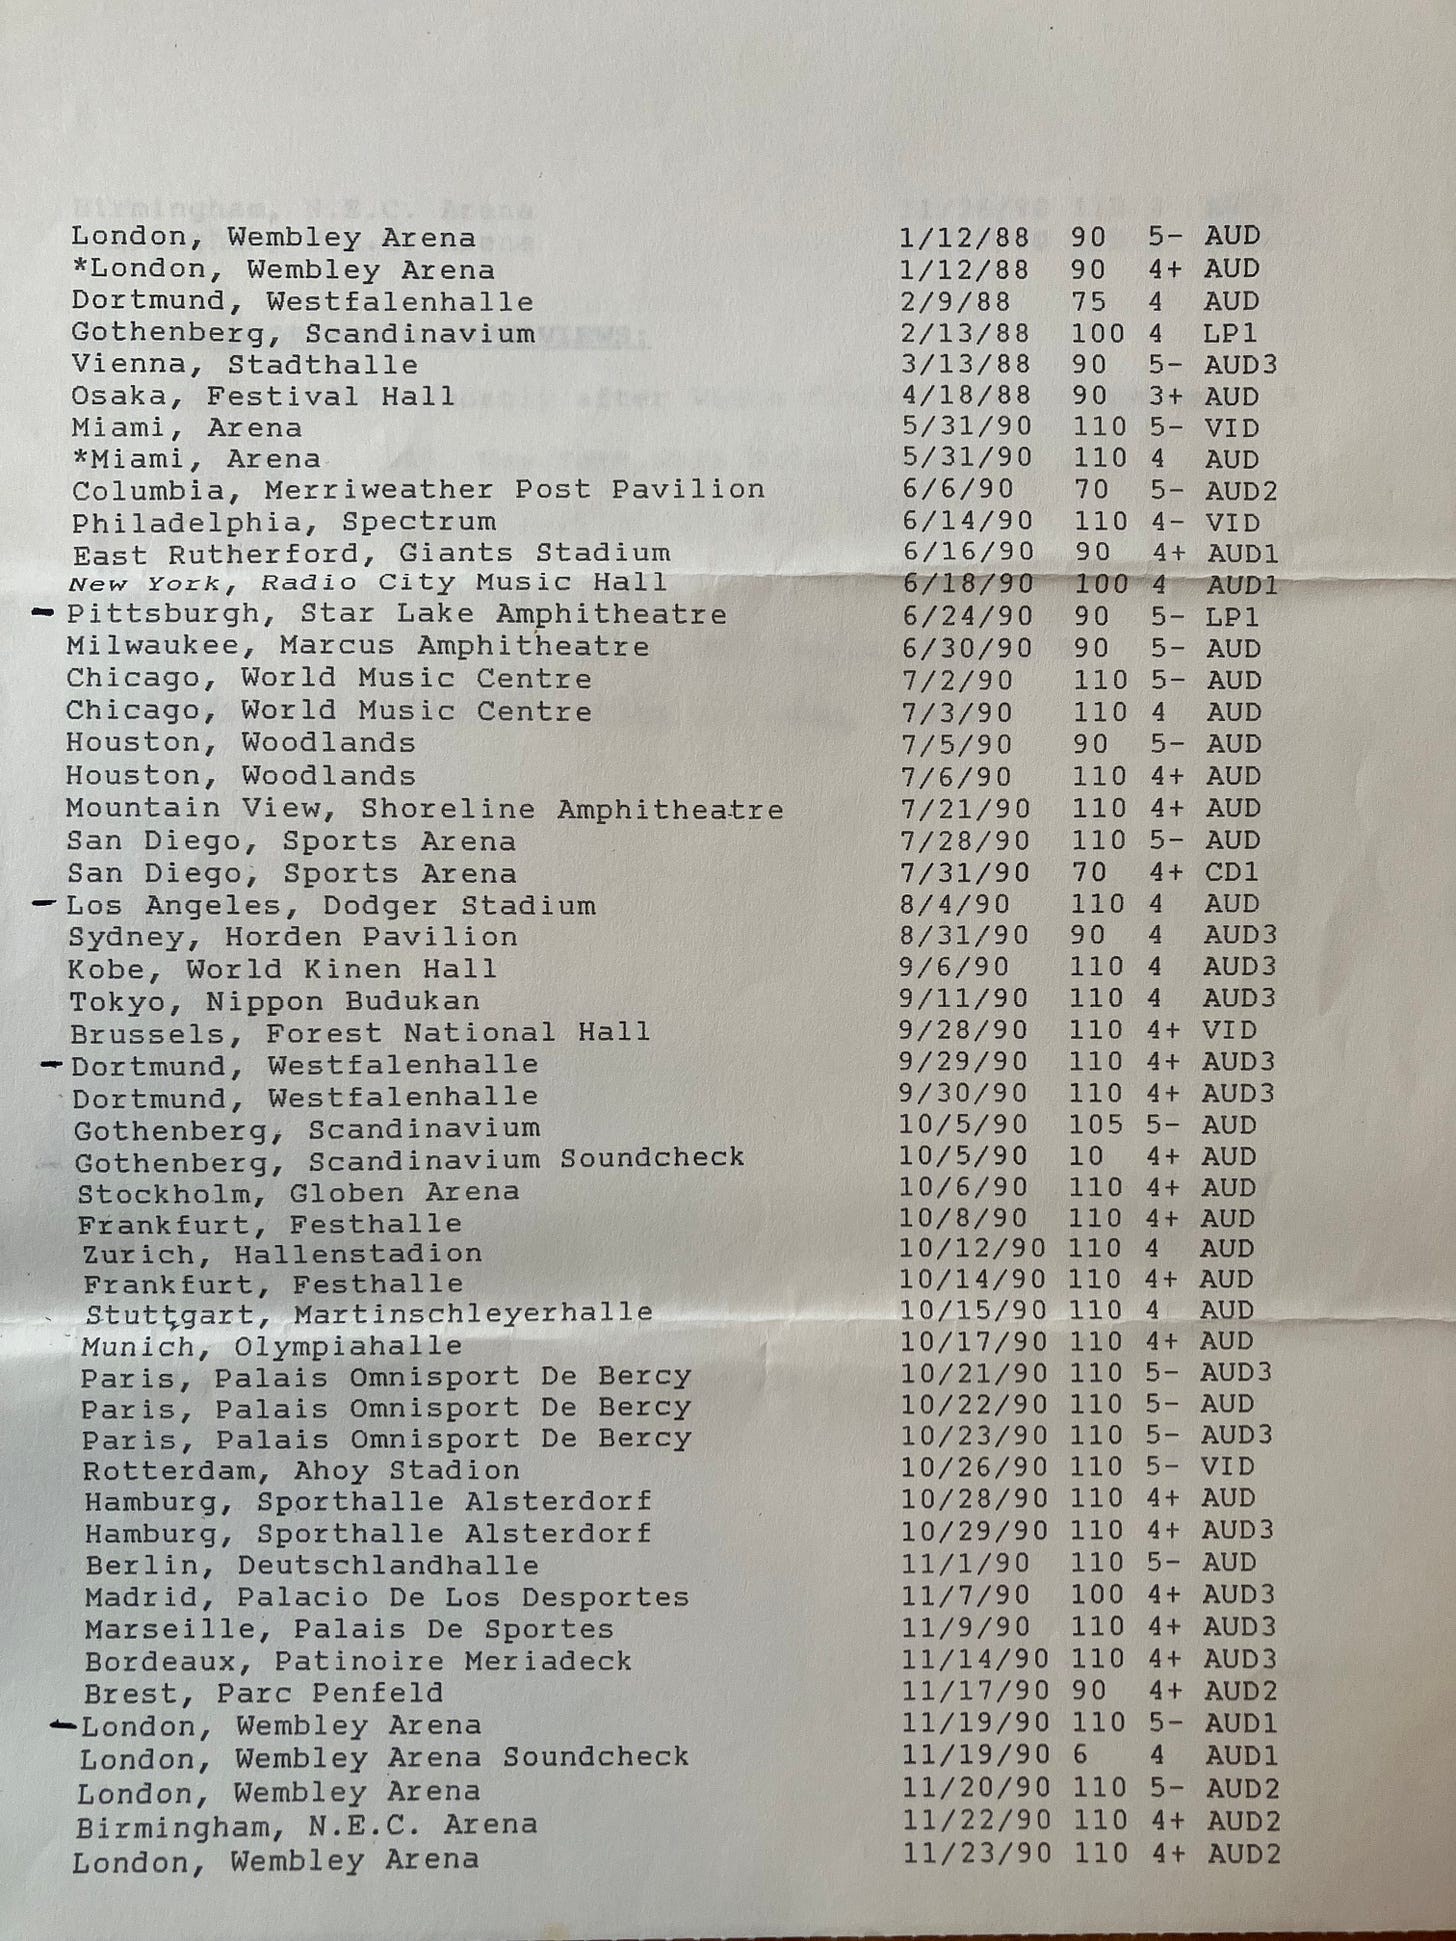 London, Wembley Arena 1/12/88 90 5- AUD
*London, Wembley Arena 1/12/88 90 4+ AUD
Dortmund, Westfalenhalle 2/9/88 75 4 AUD
Gothenberg, Scandinavium 2/13/88 100 4 LP1
Vienna, Stadthalle 3/13/88 90 5- AUD3
Osaka, Festival Hall 4/18/88 90 3+ AUD
Miami, Arena 5/31/90 110 5- VID
*Miami, Arena 5/31/90 110 4 AUD
Columbia, Merriweather Post Pavilion 6/6/90 70 5- AUD2
Philadelphia, Spectrum 6/14/90 110 4- VID
East Rutherford, Giants Stadium 6/16/90 90 4+ AUD1
New York, Radio City Music Hall 6/18/90 100 4 AUD1
- Pittsburgh, Star Lake Amphitheatre 6/24/90 90 5- LP1
Milwaukee, Marcus Amphitheatre 6/30/90 90 5- AUD
Chicago, World Music Centre 7/2/90 110 5- AUD
Chicago, World Music Centre 7/3/90 110 4 AUD
Houston, Woodlands 7/5/90 90 5- AUD
Houston, Woodlands 7/6/90 110 4+ AUD
Mountain View, Shoreline Amphitheatre 7/21/90 110 4+ AUD
San Diego, Sports Arena 7/28/90 110 5- AUD
San Diego, Sports Arena 7/31/90 70 4+ CD1
- Los Angeles, Dodger Stadium 8/4/90 110 4 AUD
Sydney, Horden Pavilion 8/31/90 90 4 AUD3
Kobe, World Kinen Hall 9/6/90 110 4 AUD3
Tokyo, Nippon Budukan 9/11/90 110 4 AUD3
Brussels, Forest National Hall 9/28/90 110 4+ VID
- Dortmund, Westfalenhalle 9/29/90 110 4+ AUD3
Dortmund, Westfalenhalle 9/30/90 110 4+ AUD3
Gothenberg, Scandinavium 10/5/90 105 5- AUD
Gothenberg, Scandinavium Soundcheck 10/5/90 10 4+ AUD
Stockholm, Globen Arena 10/6/90 110 4+ AUD
Frankfurt, Festhalle 10/8/90 110 4+ AUD
Zurich, Hallenstadion 10/12/90 110 4 AUD
Frankfurt, Festhalle 10/14/90 110 4+ AUD
Stuttgart, Martinschleyerhalle 10/15/90 110 4 AUD
Munich, Olympiahalle 10/17/90 110 4+ AUD
Paris, Palais Omnisport De Bercy 10/21/90 110 5- AUD3
Paris, Palais Omnisport De Bercy 10/22/90 110 5- AUD
Paris, Palais Omnisport De Bercy 10/23/90 110 5- AUD3
Rotterdam, Ahoy Stadion 10/26/90 110 5- VID
Hamburg, Sporthalle Alsterdorf 10/28/90 110 4+ AUD
Hamburg, Sporthalle Alsterdorf 10/29/90 110 4+ AUD3
Berlin, Deutschlandhalle 11/1/90 110 5- AUD
Madrid, Palacio De Los Desportes 11/7/90 100 4+ AUD3
Marseille, Palais De Sportes 11/9/90 110 4+ AUD3
Bordeaux, Patinoire Meriadeck 11/14/90 110 4+ AUD3
Brest, Parc Penfeld 11/17/90 90 4+ AUD2
- London, Wembley Arena 11/19/90 110 5- AUD1
London, Wembley Arena Soundcheck 11/19/90 6 4 AUD1
London, Wembley Arena 11/20/90 110 5- AUD2
Birmingham, N.E.C. Arena 11/22/90 110 4+ AUD2
London, Wembley Arena 11/23/90 110 4+ AUD2